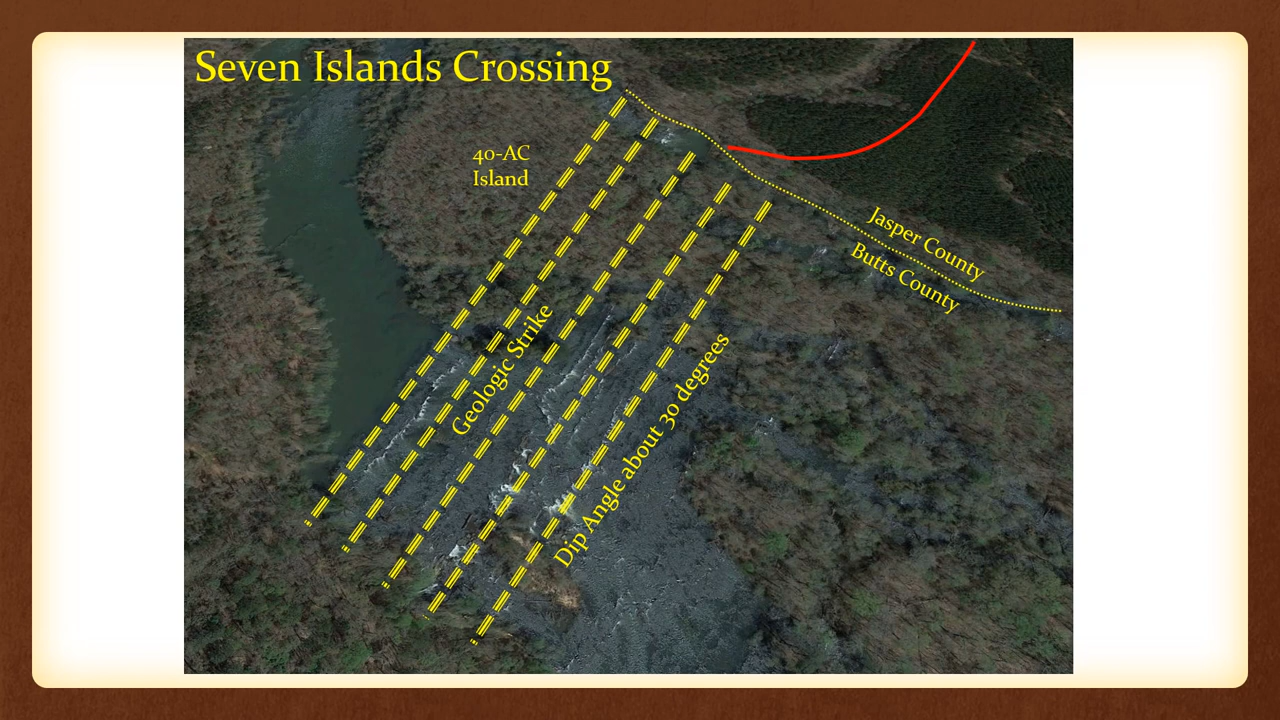 Seven Islands Crossing
40-AC
Island
Jasper County
Butts County
Geologic Strike
Dip Angle about 30 degrees